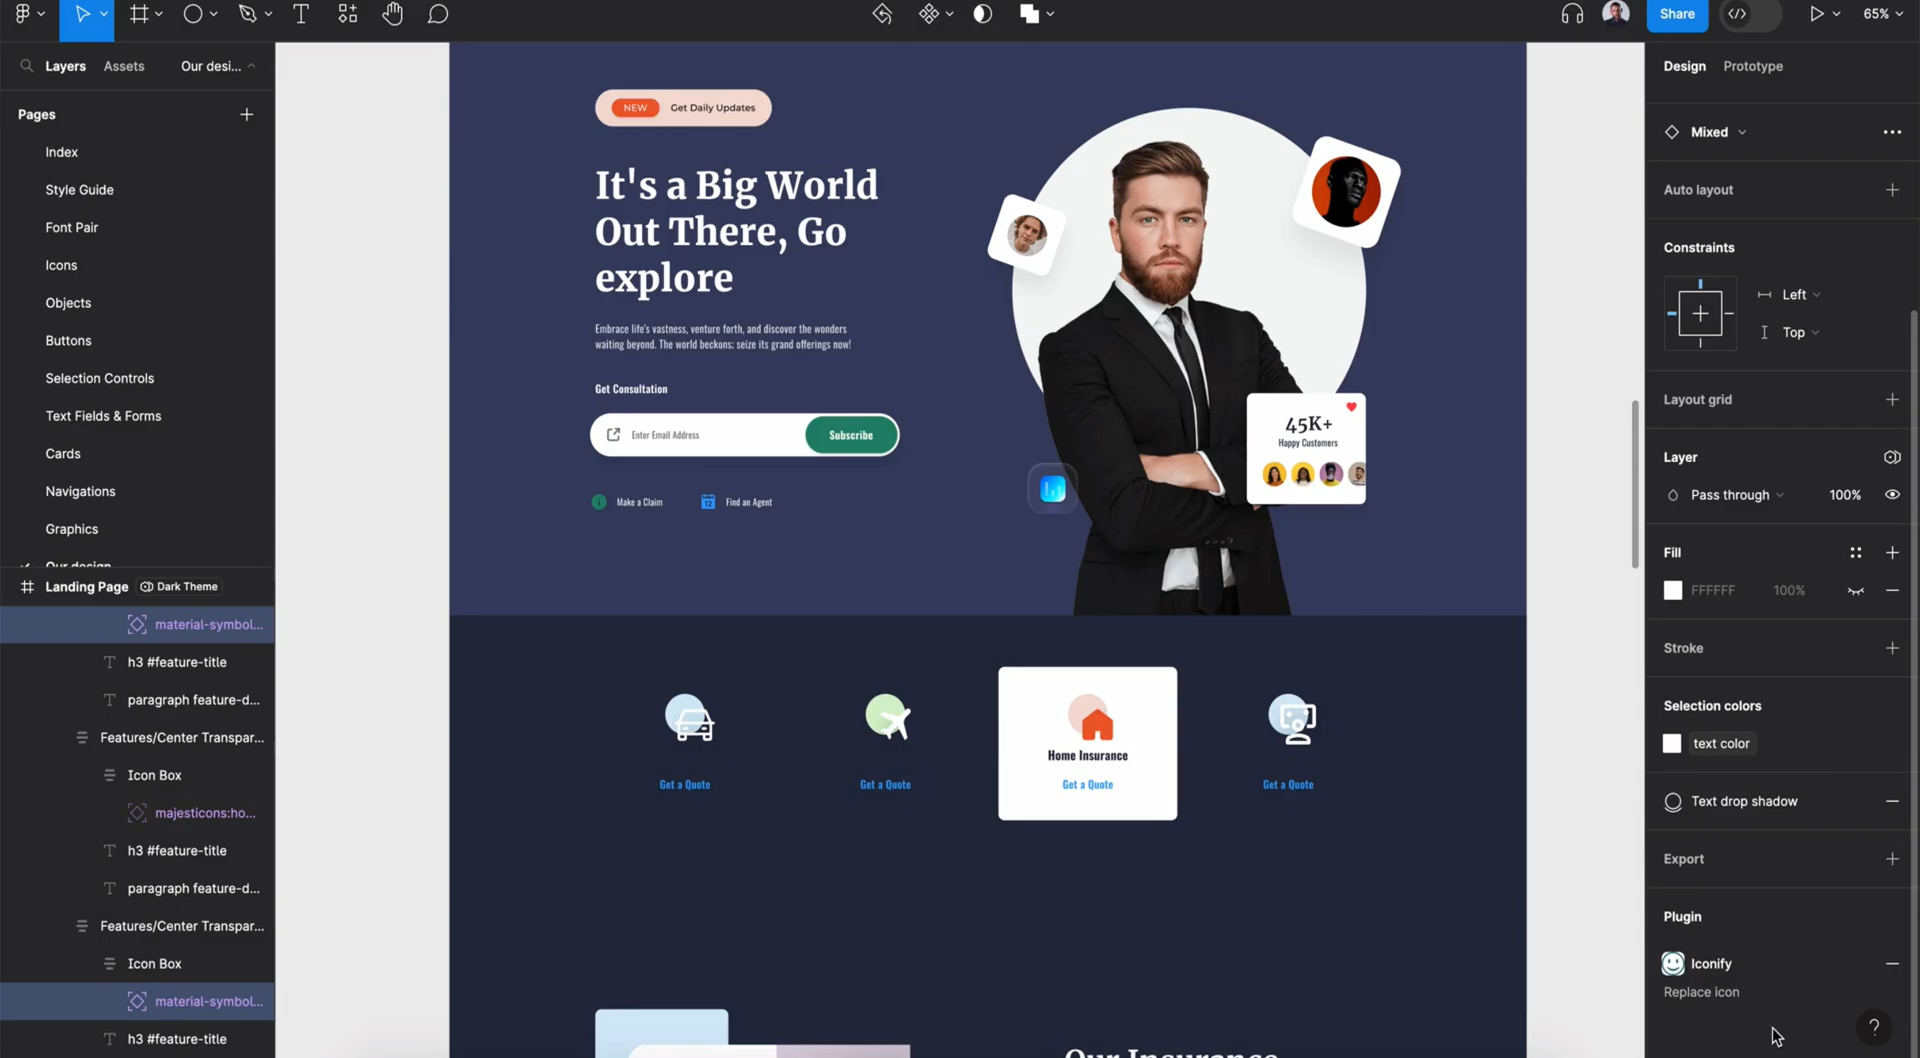 Share
65%
Layers
Assets
Our desi...
Pages
Index
Style Guide
Font Pair
Icons
Objects
Buttons
Selection Controls
Text Fields & Forms
Cards
Navigations
Graphics
Our design
Landing Page
Dark Theme
material-symbol...
h3 #feature-title
paragraph feature-d...
Features/Center Transpar...
Icon Box
majesticons:ho...
h3 #feature-title
paragraph feature-d...
Features/Center Transpar...
Icon Box
material-symbol...
h3 #feature-title
NEW
Get Daily Updates
It's a Big World
Out There, Go
explore
Embrace life's vastness, venture forth, and discover the wonders
waiting beyond. The world beckons; seize its grand offerings now!
Get Consultation
Enter Email Address
Subscribe
Make a Claim
12
Find an Agent
45K+
Happy Customers
Get a Quote
Get a Quote
Home Insurance
Get a Quote
Get a Quote
Our Insurance
Design
Prototype
Mixed
Auto layout
Constraints
Left
Top
Layout grid
Layer
Pass through
100%
Fill
FFFFFF
100%
Stroke
Selection colors
text color
Text drop shadow
Export
Plugin
Iconify
Replace icon
?